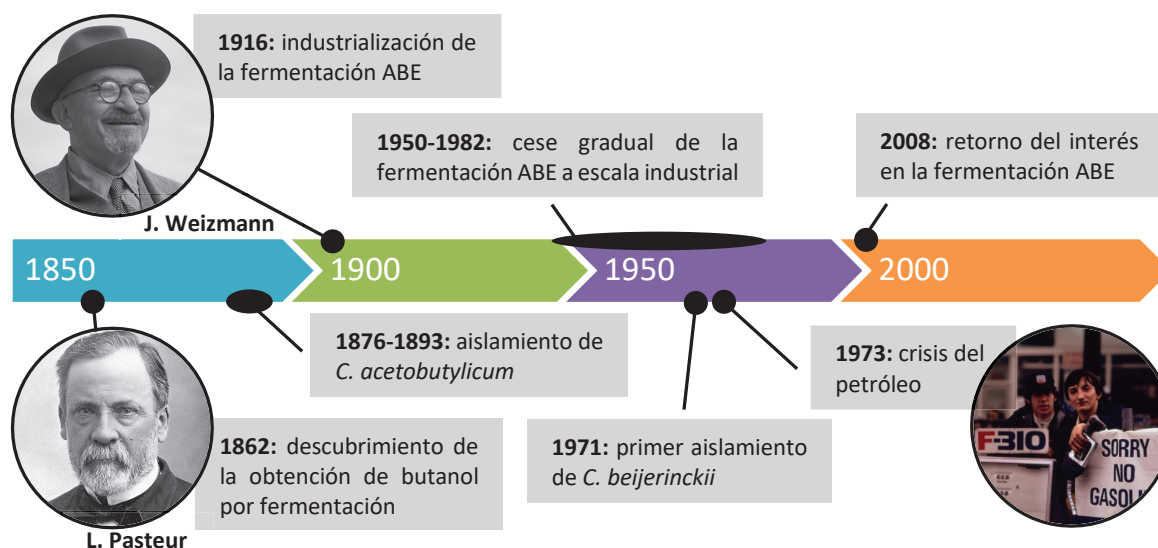 1916: industrialización de
la fermentación ABE
J. Weizmann
1950-1982: cese gradual de la
fermentación ABE a escala industrial
2008: retorno del interés
en la fermentación ABE
1850
1900
1950
2000
1876-1893: aislamiento de
C. acetobutylicum
1973: crisis del
petróleo
1862: descubrimiento de
la obtención de butanol
por fermentación
1971: primer aislamiento
de C. beijerinckii
L. Pasteur
F-310
SORRY
NO